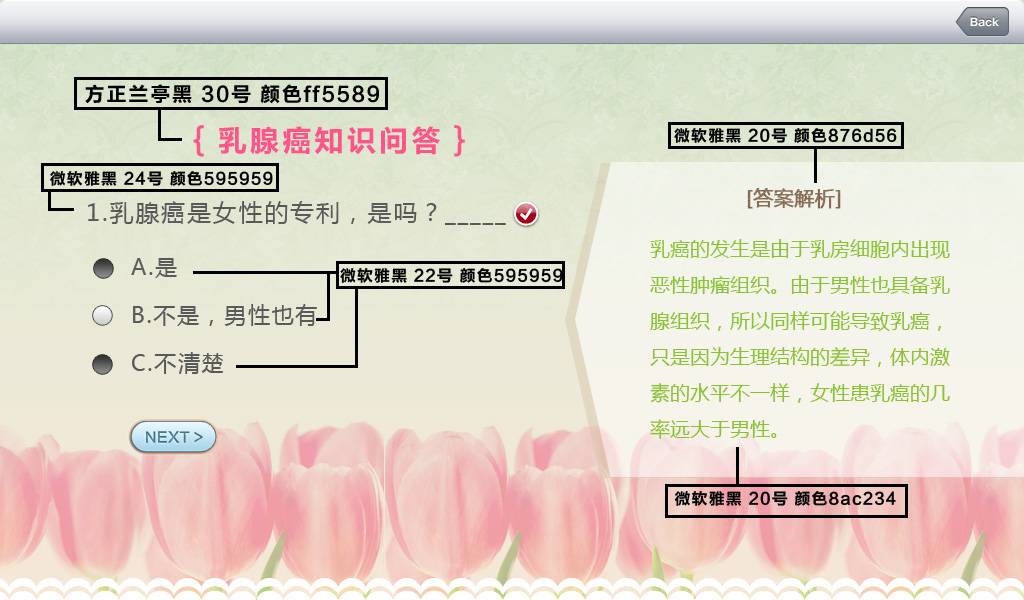 Back
方正兰亭黑 30号 颜色ff5589
{ 乳腺癌知识问答 }
微软雅黑 24号 颜色595959
1.乳腺癌是女性的专利，是吗？_____
A.是
微软雅黑 22号 颜色595959
B.不是，男性也有
C.不清楚
NEXT >
微软雅黑 20号 颜色876d56
[答案解析]
乳癌的发生是由于乳房细胞内出现
恶性肿瘤组织。由于男性也具备乳
腺组织，所以同样可能导致乳癌，
只是因为生理结构的差异，体内激
素的水平不一样，女性患乳癌的几
率远大于男性。
微软雅黑 20号 颜色8ac234